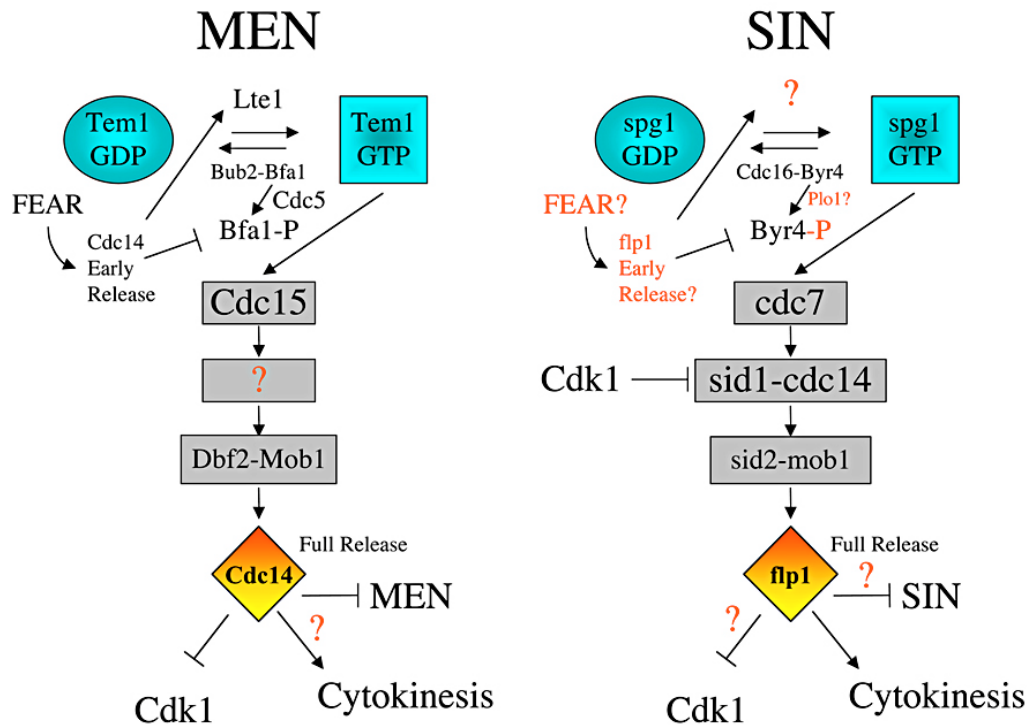 MEN
Lte1
Tem1
GDP
Tem1
GTP
Bub2-Bfa1
Cdc5
FEAR
Bfa1-P
Cdc14
Early
Release
Cdc15
?
Dbf2-Mob1
Full Release
Cdc14
MEN
?
Cdk1
Cytokinesis
SIN
?
spg1
GDP
spg1
GTP
Cdc16-Byr4
Plo1?
FEAR?
Byr4-P
flp1
Early
Release?
cdc7
Cdk1
sid1-cdc14
sid2-mob1
Full Release
flp1
?
SIN
?
Cdk1
Cytokinesis